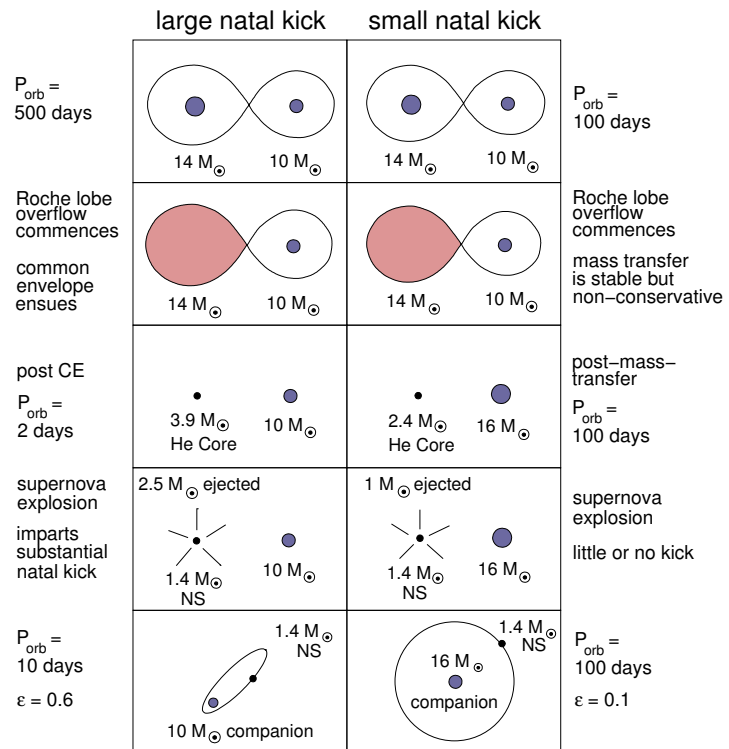 large natal kick
small natal kick
P_orb =
500 days
14 M⊙
10 M⊙
14 M⊙
10 M⊙
P_orb =
100 days
Roche lobe
overflow
commences
common
envelope
ensues
14 M⊙
10 M⊙
14 M⊙
10 M⊙
Roche lobe
overflow
commences
mass transfer
is stable but
non−conservative
post CE
P_orb =
2 days
3.9 M⊙
He Core
10 M⊙
2.4 M⊙
He Core
16 M⊙
post−mass−
transfer
P_orb =
100 days
supernova
explosion
imparts
substantial
natal kick
2.5 M⊙ ejected
1.4 M⊙
NS
10 M⊙
1 M⊙ ejected
1.4 M⊙
NS
16 M⊙
supernova
explosion
little or no kick
P_orb =
10 days
ε = 0.6
1.4 M⊙
NS
10 M⊙ companion
1.4 M⊙
NS
16 M⊙
companion
P_orb =
100 days
ε = 0.1